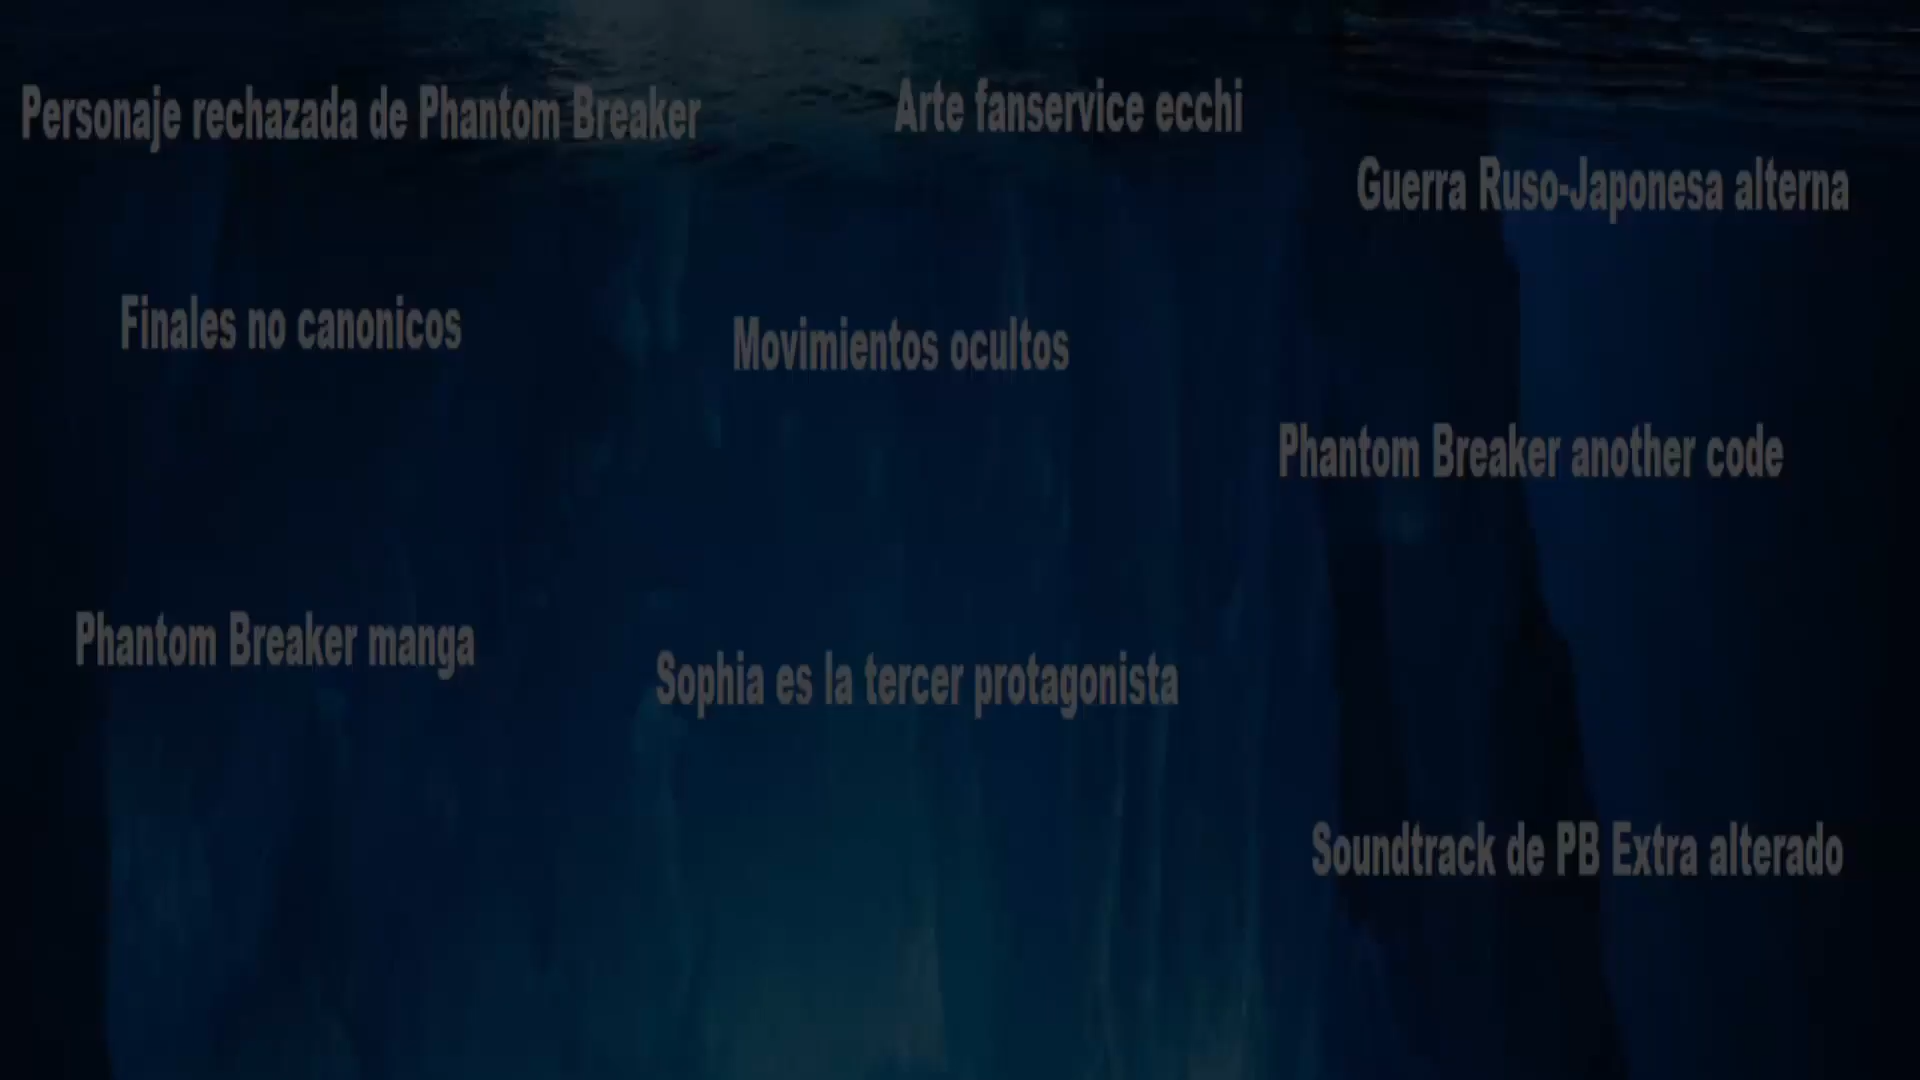 Personaje rechazada de Phantom Breaker
Arte fanservice ecchi
Guerra Ruso-Japonesa alterna
Finales no canonicos
Movimientos ocultos
Phantom Breaker another code
Phantom Breaker manga
Sophia es la tercer protagonista
Soundtrack de PB Extra alterado